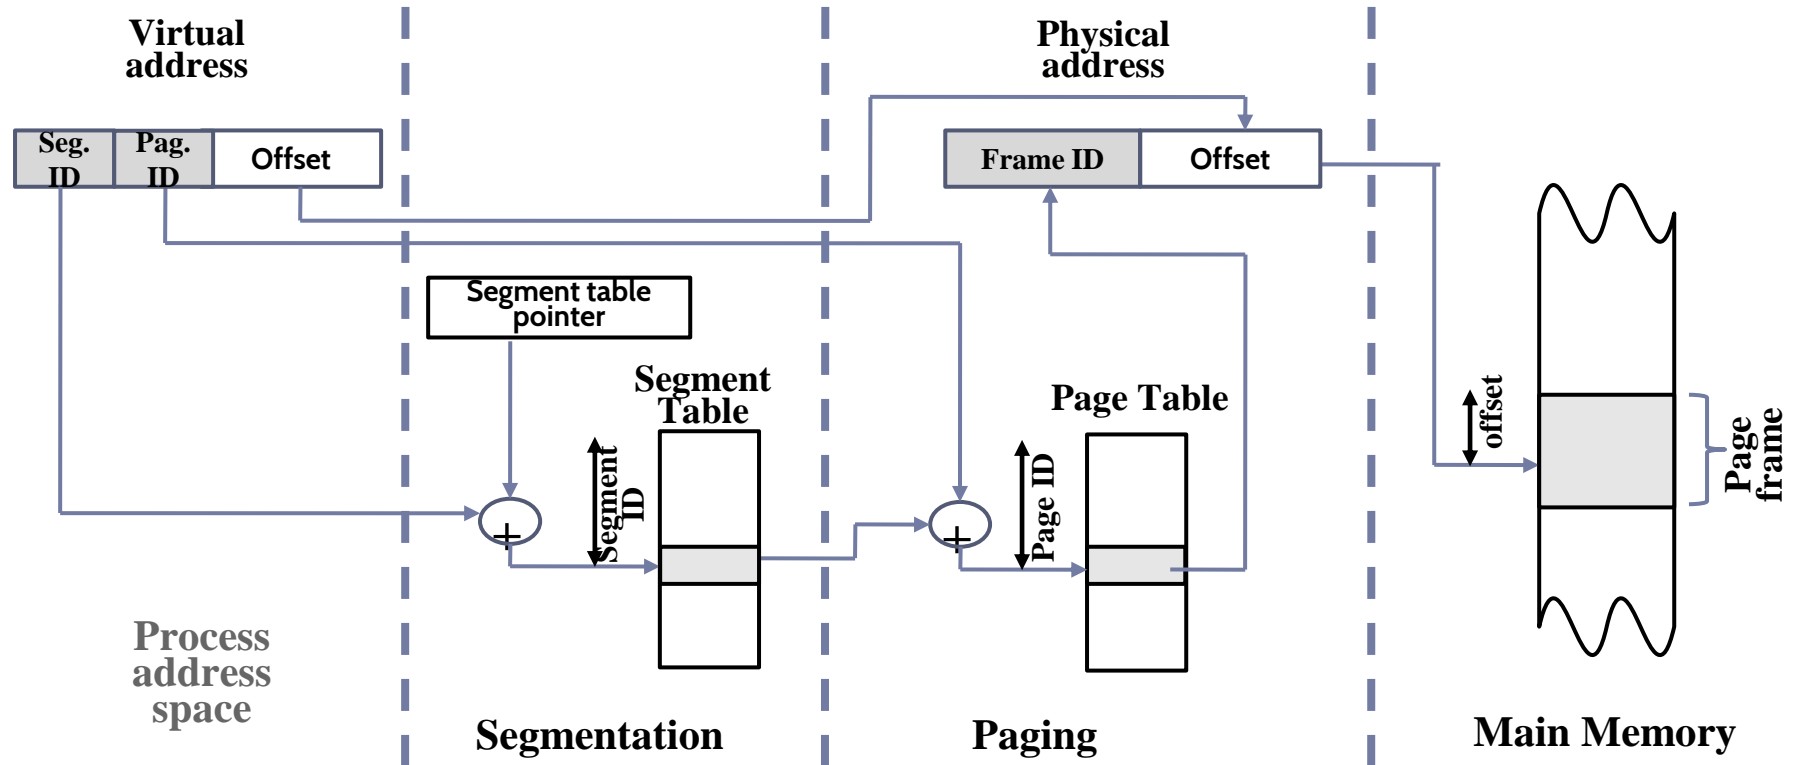 Virtual
address
Physical
address
Seg.
ID
Pag.
ID
Offset
Frame ID
Offset
Segment table
pointer
Segment
Table
Page Table
Segment
ID
+
Page ID
+
offset
Page
frame
Process
address
space
Segmentation
Paging
Main Memory